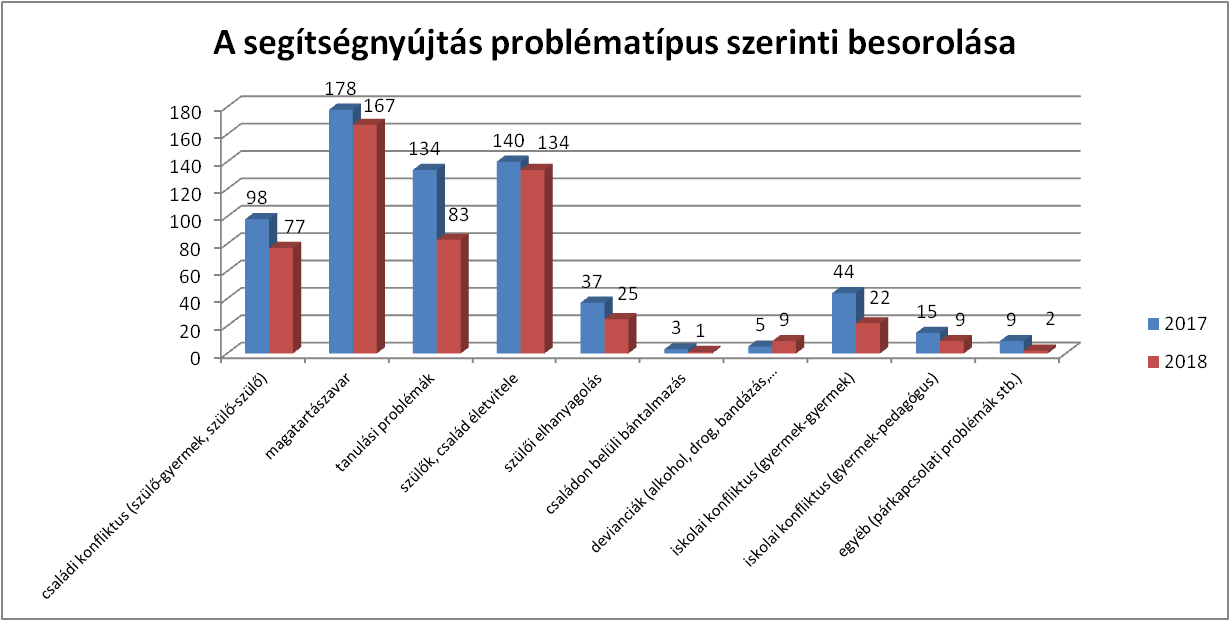 A segítségnyújtás problématípus szerinti besorolása
180
160
140
120
100
80
60
40
20
0
98
77
178
167
134
83
140
134
37
25
3
1
5
9
44
22
15
9
9
2
családi konfliktus (szülő-gyermek, szülő-szülő)
magatartászavar
tanulási problémák
szülők, család életvitele
szülői elhanyagolás
családon belüli bántalmazás
devianciák (alkohol, drog, bandázás,...
iskolai konfliktus (gyermek-gyermek)
iskolai konfliktus (gyermek-pedagógus)
egyéb (párkapcsolati problémák stb.)
2017
2018